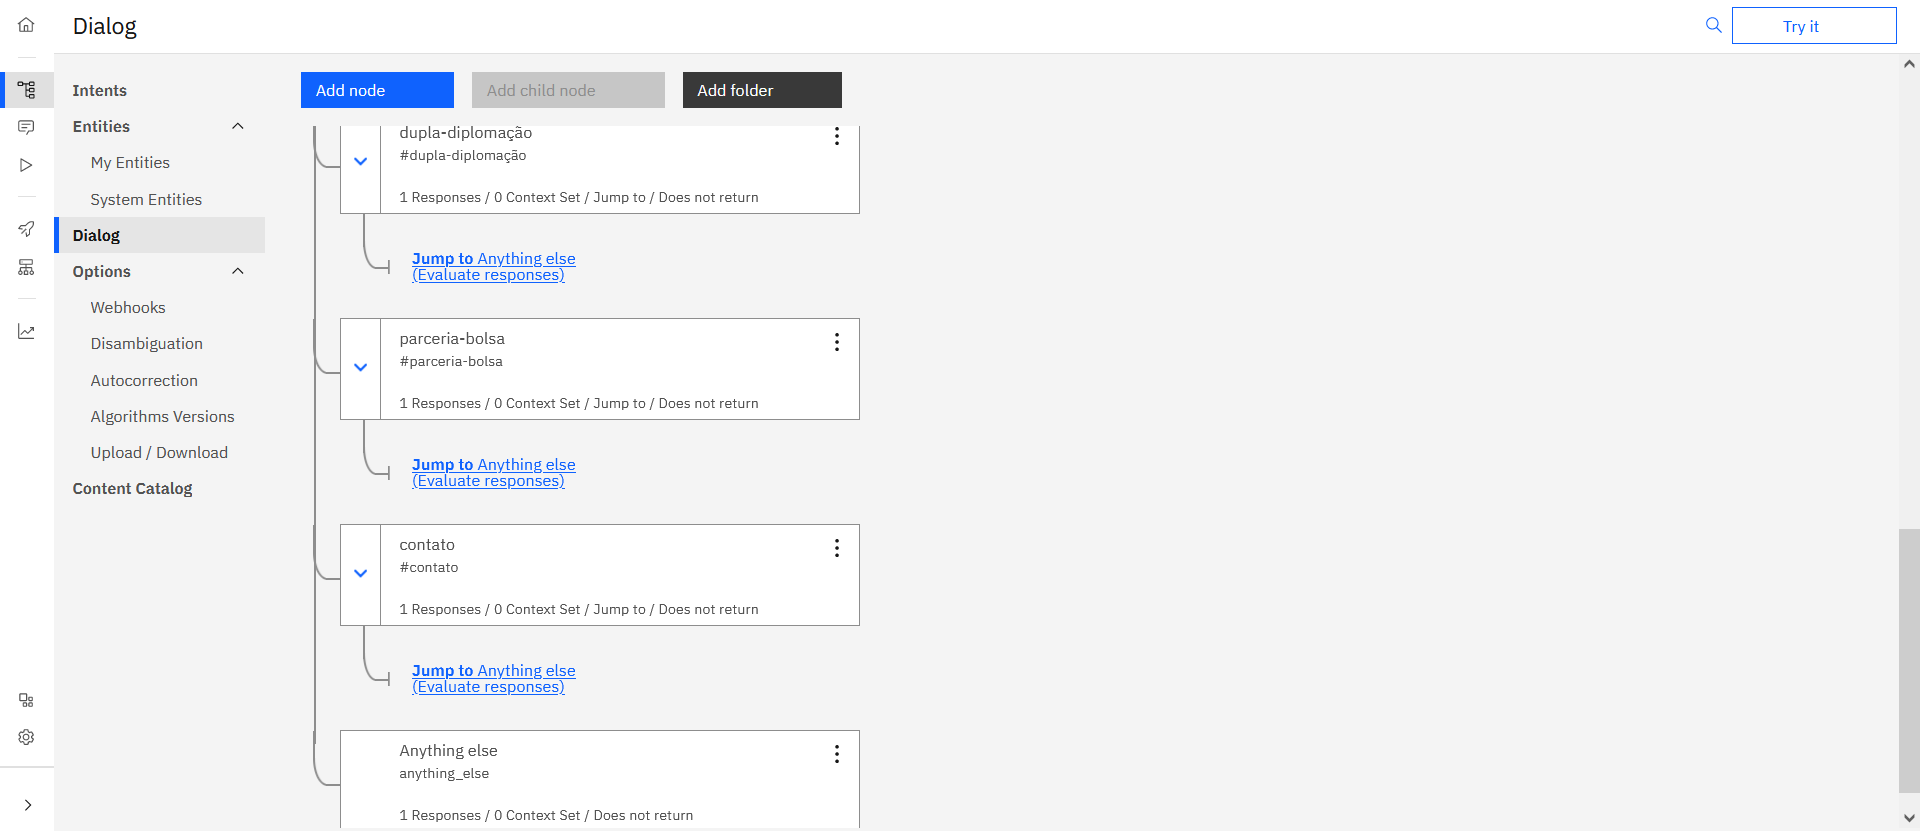 Dialog
Try it
Intents
Entities
My Entities
System Entities
Dialog
Options
Webhooks
Disambiguation
Autocorrection
Algorithms Versions
Upload / Download
Content Catalog
Add node
Add child node
Add folder
dupla-diplomação
#dupla-diplomação
1 Responses / 0 Context Set / Jump to / Does not return
Jump to Anything else
(Evaluate responses)
parceria-bolsa
#parceria-bolsa
1 Responses / 0 Context Set / Jump to / Does not return
Jump to Anything else
(Evaluate responses)
contato
#contato
1 Responses / 0 Context Set / Jump to / Does not return
Jump to Anything else
(Evaluate responses)
Anything else
anything_else
1 Responses / 0 Context Set / Does not return